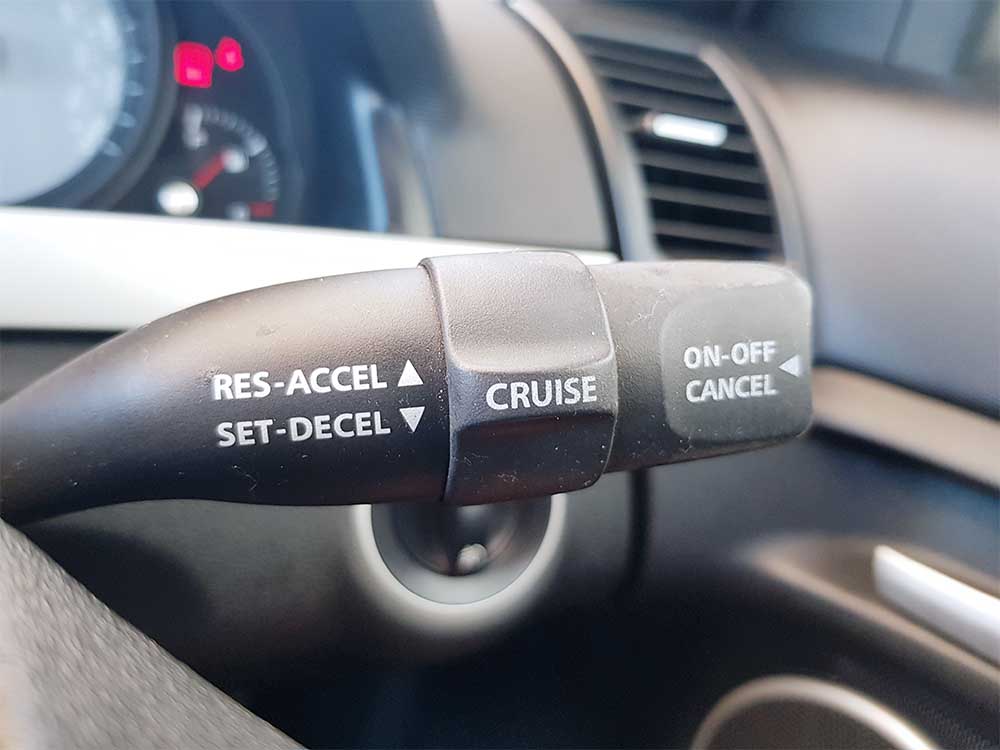 RES-ACCEL ▲
SET-DECEL ▼
CRUISE
ON-OFF
CANCEL ◀